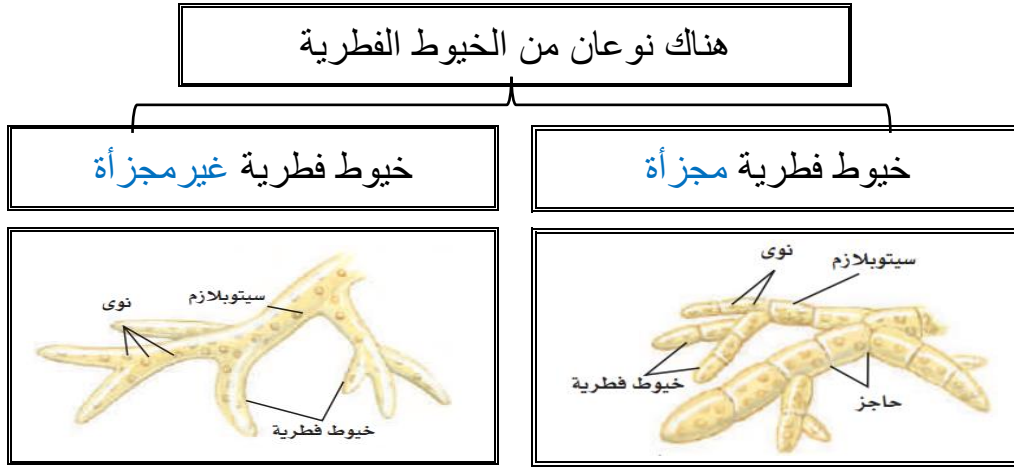 هناك نوعان من الخيوط الفطرية
خيوط فطرية مجزأة
خيوط فطرية غيرمجزأة
نوى
سيتوبلازم
خيوط فطرية
حاجز
نوى
سيتوبلازم
خيوط فطرية